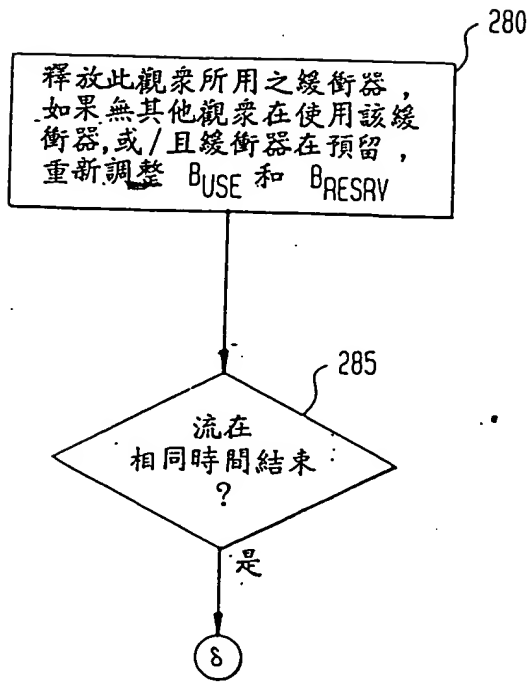 280
釋放此觀衆所用之緩衝器，
如果無其他觀衆在使用該緩
衝器，或/且緩衝器在預留，
重新調整 BUSE 和 BRESRV
285
流在
相同時間結束
？
是
δ